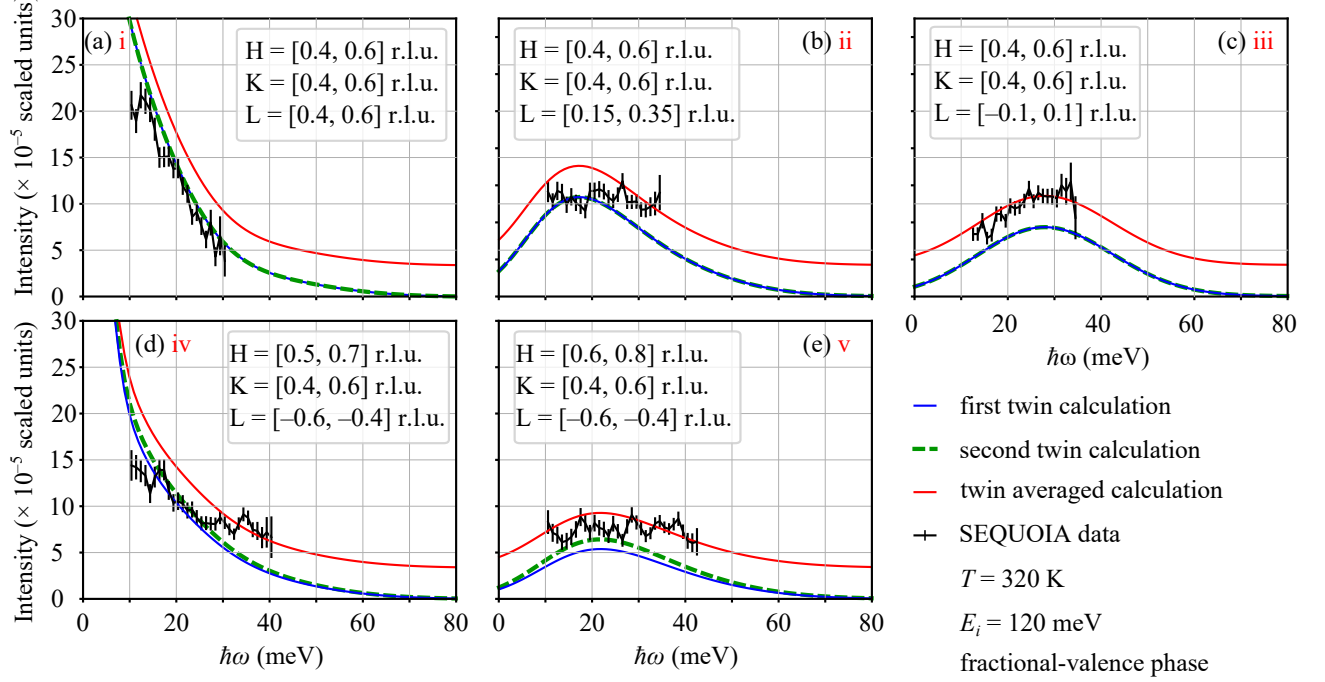 Intensity (× 10⁻⁵ scaled units)
30
25
20
15
10
5
0
(a) i
H = [0.4, 0.6] r.l.u.
K = [0.4, 0.6] r.l.u.
L = [0.4, 0.6] r.l.u.
(b) ii
H = [0.4, 0.6] r.l.u.
K = [0.4, 0.6] r.l.u.
L = [0.15, 0.35] r.l.u.
(c) iii
H = [0.4, 0.6] r.l.u.
K = [0.4, 0.6] r.l.u.
L = [–0.1, 0.1] r.l.u.
0 20 40 60 80
ħω (meV)
Intensity (× 10⁻⁵ scaled units)
30
25
20
15
10
5
0
(d) iv
H = [0.5, 0.7] r.l.u.
K = [0.4, 0.6] r.l.u.
L = [–0.6, –0.4] r.l.u.
0 20 40 60 80
ħω (meV)
(e) v
H = [0.6, 0.8] r.l.u.
K = [0.4, 0.6] r.l.u.
L = [–0.6, –0.4] r.l.u.
0 20 40 60 80
ħω (meV)
first twin calculation
second twin calculation
twin averaged calculation
SEQUOIA data
T = 320 K
Eᵢ = 120 meV
fractional-valence phase